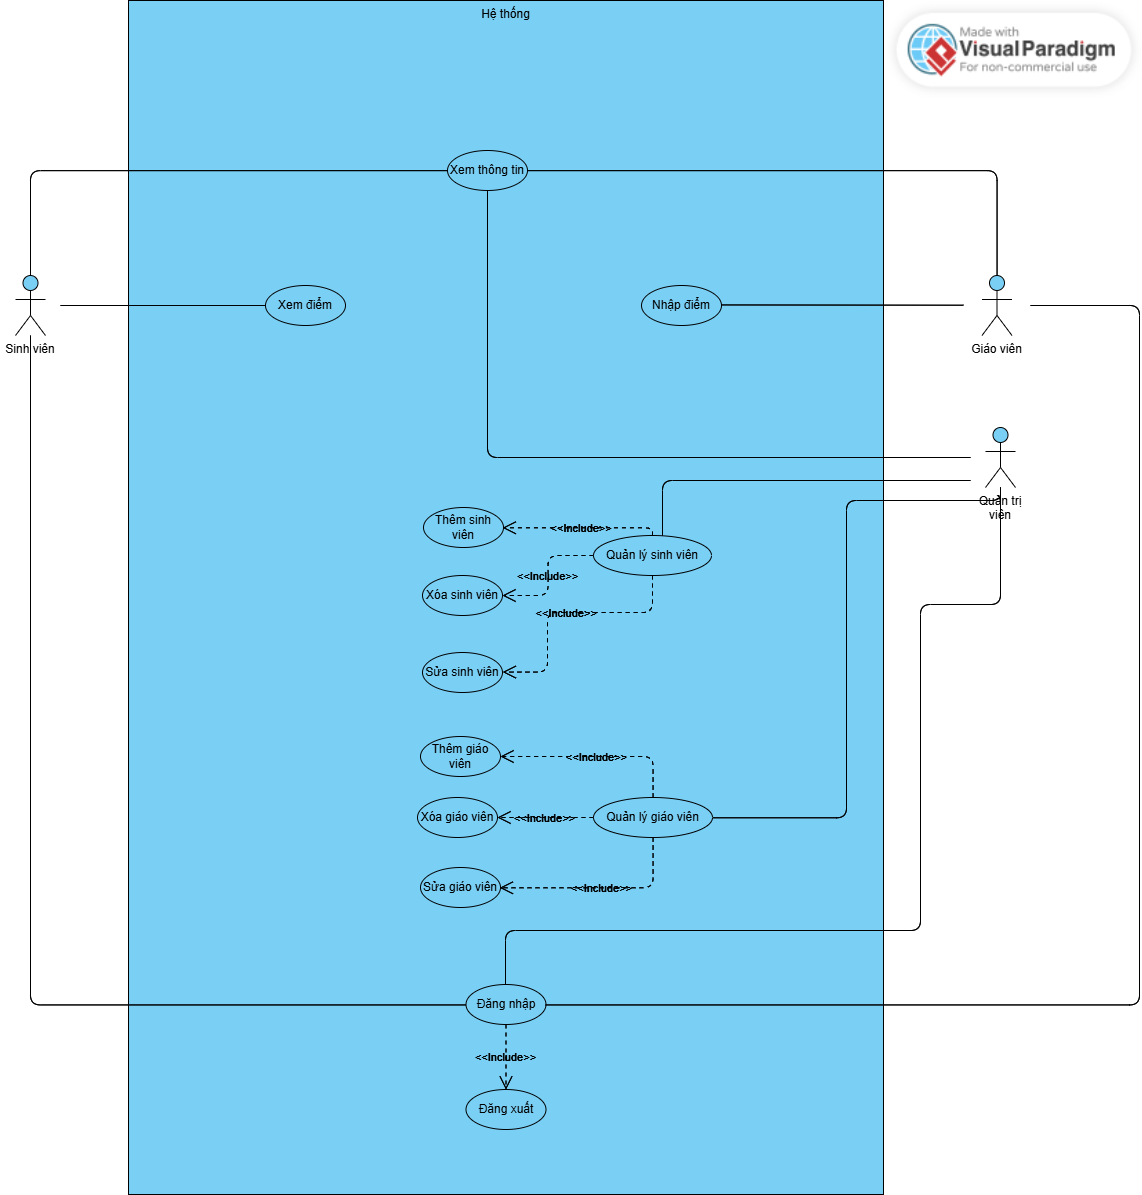 Hệ thống
Made with
VisualParadigm
For non-commercial use
Xem thông tin
Xem điểm
Nhập điểm
Sinh viên
Giáo viên
Quản trị
viên
Thêm sinh
viên
<<Include>>
Quản lý sinh viên
<<Include>>
Xóa sinh viên
<<Include>>
Sửa sinh viên
Thêm giáo
viên
<<Include>>
Xóa giáo viên
<<Include>>
Quản lý giáo viên
Sửa giáo viên
<<Include>>
Đăng nhập
<<Include>>
Đăng xuất